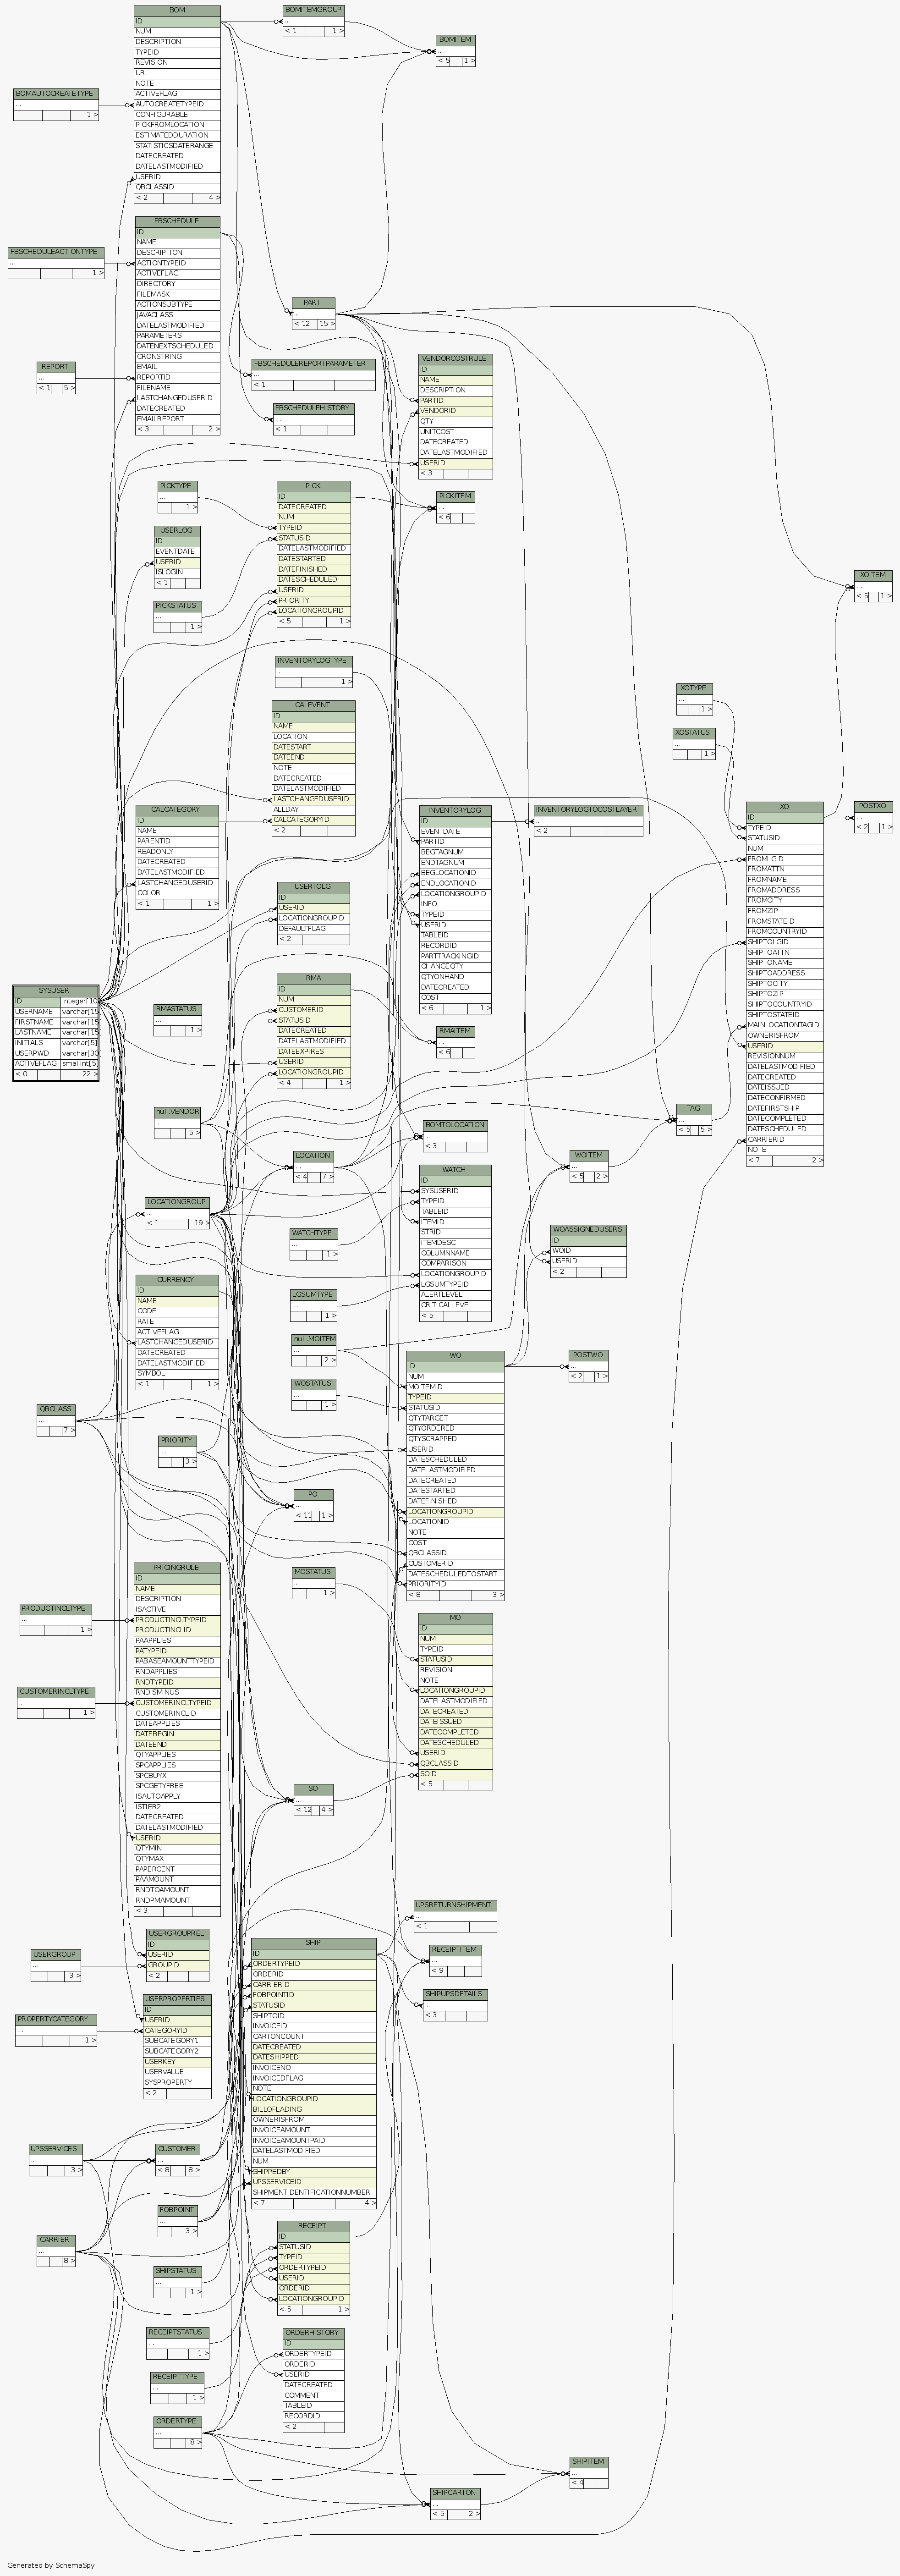 BOM
ID
NUM
DESCRIPTION
TYPEID
REVISION
URL
NOTE
ACTIVEFLAG
AUTOCREATETYPEID
CONFIGURABLE
PICKFROMLOCATION
ESTIMATEDDURATION
STATISTICSDATERANGE
DATECREATED
DATELASTMODIFIED
USERID
QBCLASSID
< 2 4 >
BOMITEMGROUP
...
< 1 1 >
BOMITEM
...
< 5 1 >
BOMAUTOCREATETYPE
...
1 >
FBSCHEDULE
ID
NAME
DESCRIPTION
ACTIONTYPEID
ACTIVEFLAG
DIRECTORY
FILEMASK
ACTIONSUBTYPE
JAVACLASS
DATELASTMODIFIED
PARAMETERS
DATENEXTSCHEDULED
CRONSTRING
EMAIL
REPORTID
FILENAME
LASTCHANGEDUSERID
DATECREATED
EMAILREPORT
< 3 2 >
FBSCHEDULEACTIONTYPE
...
1 >
PART
...
< 12 15 >
REPORT
...
< 1 5 >
FBSCHEDULEREPORTPARAMETER
...
< 1
FBSCHEDULEHISTORY
...
< 1
VENDORCOSTRULE
ID
NAME
DESCRIPTION
PARTID
VENDORID
QTY
UNITCOST
DATECREATED
DATELASTMODIFIED
USERID
< 3
PICKTYPE
...
1 >
USERLOG
ID
EVENTDATE
USERID
ISLOGIN
< 1
PICKSTATUS
...
1 >
PICK
ID
DATECREATED
NUM
TYPEID
STATUSID
DATELASTMODIFIED
DATESTARTED
DATEFINISHED
DATESCHEDULED
USERID
PRIORITY
LOCATIONGROUPID
< 5 1 >
PICKITEM
...
< 6
XOITEM
...
< 5 1 >
INVENTORYLOGTYPE
...
1 >
CALEVENT
ID
NAME
LOCATION
DATESTART
DATEEND
NOTE
DATECREATED
DATELASTMODIFIED
LASTCHANGEDUSERID
ALLDAY
CALCATEGORYID
< 2
XOTYPE
...
1 >
XOSTATUS
...
1 >
CALCATEGORY
ID
NAME
PARENTID
READONLY
DATECREATED
DATELASTMODIFIED
LASTCHANGEDUSERID
COLOR
< 1 1 >
INVENTORYLOG
ID
EVENTDATE
PARTID
BEGTAGNUM
ENDTAGNUM
BEGLOCATIONID
ENDLOCATIONID
LOCATIONGROUPID
INFO
TYPEID
USERID
TABLEID
RECORDID
PARTTRACKINGID
CHANGEQTY
QTYONHAND
DATECREATED
COST
< 6 1 >
INVENTORYLOGTOCOSTLAYER
...
< 2
XO
ID
TYPEID
STATUSID
NUM
FROMLGID
FROMATTN
FROMNAME
FROMADDRESS
FROMCITY
FROMZIP
FROMSTATEID
FROMCOUNTRYID
SHIPTOLGID
SHIPTOATTN
SHIPTONAME
SHIPTOADDRESS
SHIPTOCITY
SHIPTOZIP
SHIPTOCOUNTRYID
SHIPTOSTATEID
MAINLOCATIONTAGID
OWNERISFROM
USERID
REVISIONNUM
DATELASTMODIFIED
DATECREATED
DATEISSUED
DATECONFIRMED
DATEFIRSTSHIP
DATECOMPLETED
DATESCHEDULED
CARRIERID
NOTE
< 7 2 >
POSTXO
...
< 2 1 >
USERTOLG
ID
USERID
LOCATIONGROUPID
DEFAULTFLAG
< 2
SYSUSER
ID integer[10]
USERNAME varchar[15]
FIRSTNAME varchar[15]
LASTNAME varchar[15]
INITIALS varchar[5]
USERPWD varchar[30]
ACTIVEFLAG smallint[5]
< 0 22 >
RMASTATUS
...
1 >
RMA
ID
NUM
CUSTOMERID
STATUSID
DATECREATED
DATELASTMODIFIED
DATEEXPIRES
USERID
LOCATIONGROUPID
< 4 1 >
RMAITEM
...
< 6
null.VENDOR
...
5 >
BOMTOLOCATION
...
< 3
TAG
...
< 5 5 >
LOCATION
...
< 4 7 >
WOITEM
...
< 5 2 >
WATCH
ID
SYSUSERID
TYPEID
TABLEID
ITEMID
STRID
ITEMDESC
COLUMNNAME
COMPARISON
LOCATIONGROUPID
LGSUMTYPEID
ALERTLEVEL
CRITICALLEVEL
< 5
LOCATIONGROUP
...
< 1 19 >
WATCHTYPE
...
1 >
WOASSIGNEDUSERS
ID
WOID
USERID
< 2
LGSUMTYPE
...
1 >
CURRENCY
ID
NAME
CODE
RATE
ACTIVEFLAG
LASTCHANGEDUSERID
DATECREATED
DATELASTMODIFIED
SYMBOL
< 1 1 >
null.MOITEM
...
2 >
WOSTATUS
...
1 >
WO
ID
NUM
MOITEMID
TYPEID
STATUSID
QTYTARGET
QTYORDERED
QTYSCRAPPED
USERID
DATESCHEDULED
DATELASTMODIFIED
DATECREATED
DATESTARTED
DATEFINISHED
LOCATIONGROUPID
LOCATIONID
NOTE
COST
QBCLASSID
CUSTOMERID
DATESCHEDULEDTOSTART
PRIORITYID
< 8 3 >
POSTWO
...
< 2 1 >
QBCLASS
...
7 >
PRIORITY
...
3 >
PO
...
< 11 1 >
PRICINGRULE
ID
NAME
DESCRIPTION
ISACTIVE
PRODUCTINCLTYPEID
PRODUCTINCLID
PAAPPLIES
PATYPEID
PABASEAMOUNTTYPEID
RNDAPPLIES
RNDTYPEID
RNDISMINUS
CUSTOMERINCLTYPEID
CUSTOMERINCLID
DATEAPPLIES
DATEBEGIN
DATEEND
QTYAPPLIES
SPCAPPLIES
SPCBUYX
SPCGETYFREE
ISAUTOAPPLY
ISTIER2
DATECREATED
DATELASTMODIFIED
USERID
QTYMIN
QTYMAX
PAPERCENT
PAAMOUNT
RNDTOAMOUNT
RNDPMAMOUNT
< 3
MOSTATUS
...
1 >
PRODUCTINCLTYPE
...
1 >
MO
ID
NUM
TYPEID
STATUSID
REVISION
NOTE
LOCATIONGROUPID
DATELASTMODIFIED
DATECREATED
DATEISSUED
DATECOMPLETED
DATESCHEDULED
USERID
QBCLASSID
SOID
< 5
CUSTOMERINCLTYPE
...
1 >
SO
...
< 12 4 >
UPSRETURNSHIPMENT
...
< 1
USERGROUPREL
ID
USERID
GROUPID
< 2
USERGROUP
...
3 >
RECEIPTITEM
...
< 9
SHIP
ID
ORDERTYPEID
ORDERID
CARRIERID
FOBPOINTID
STATUSID
SHIPTOID
INVOICEID
CARTONCOUNT
DATECREATED
DATESHIPPED
INVOICENO
INVOICEDFLAG
NOTE
LOCATIONGROUPID
BILLOFLADING
OWNERISFROM
INVOICEAMOUNT
INVOICEAMOUNTPAID
DATELASTMODIFIED
NUM
SHIPPEDBY
UPSSERVICEID
SHIPMENTIDENTIFICATIONNUMBER
< 7 4 >
SHIPUPSDETAILS
...
< 3
USERPROPERTIES
ID
USERID
CATEGORYID
SUBCATEGORY1
SUBCATEGORY2
USERKEY
USERVALUE
SYSPROPERTY
< 2
PROPERTYCATEGORY
...
1 >
UPSSERVICES
...
3 >
CUSTOMER
...
< 8 8 >
FOBPOINT
...
3 >
CARRIER
...
8 >
RECEIPT
ID
STATUSID
TYPEID
ORDERTYPEID
USERID
ORDERID
LOCATIONGROUPID
< 5 1 >
SHIPSTATUS
...
1 >
RECEIPTSTATUS
...
1 >
ORDERHISTORY
ID
ORDERTYPEID
ORDERID
USERID
DATECREATED
COMMENT
TABLEID
RECORDID
< 2
RECEIPTTYPE
...
1 >
ORDERTYPE
...
8 >
SHIPITEM
...
< 4
SHIPCARTON
...
< 5 2 >
Generated by SchemaSpy